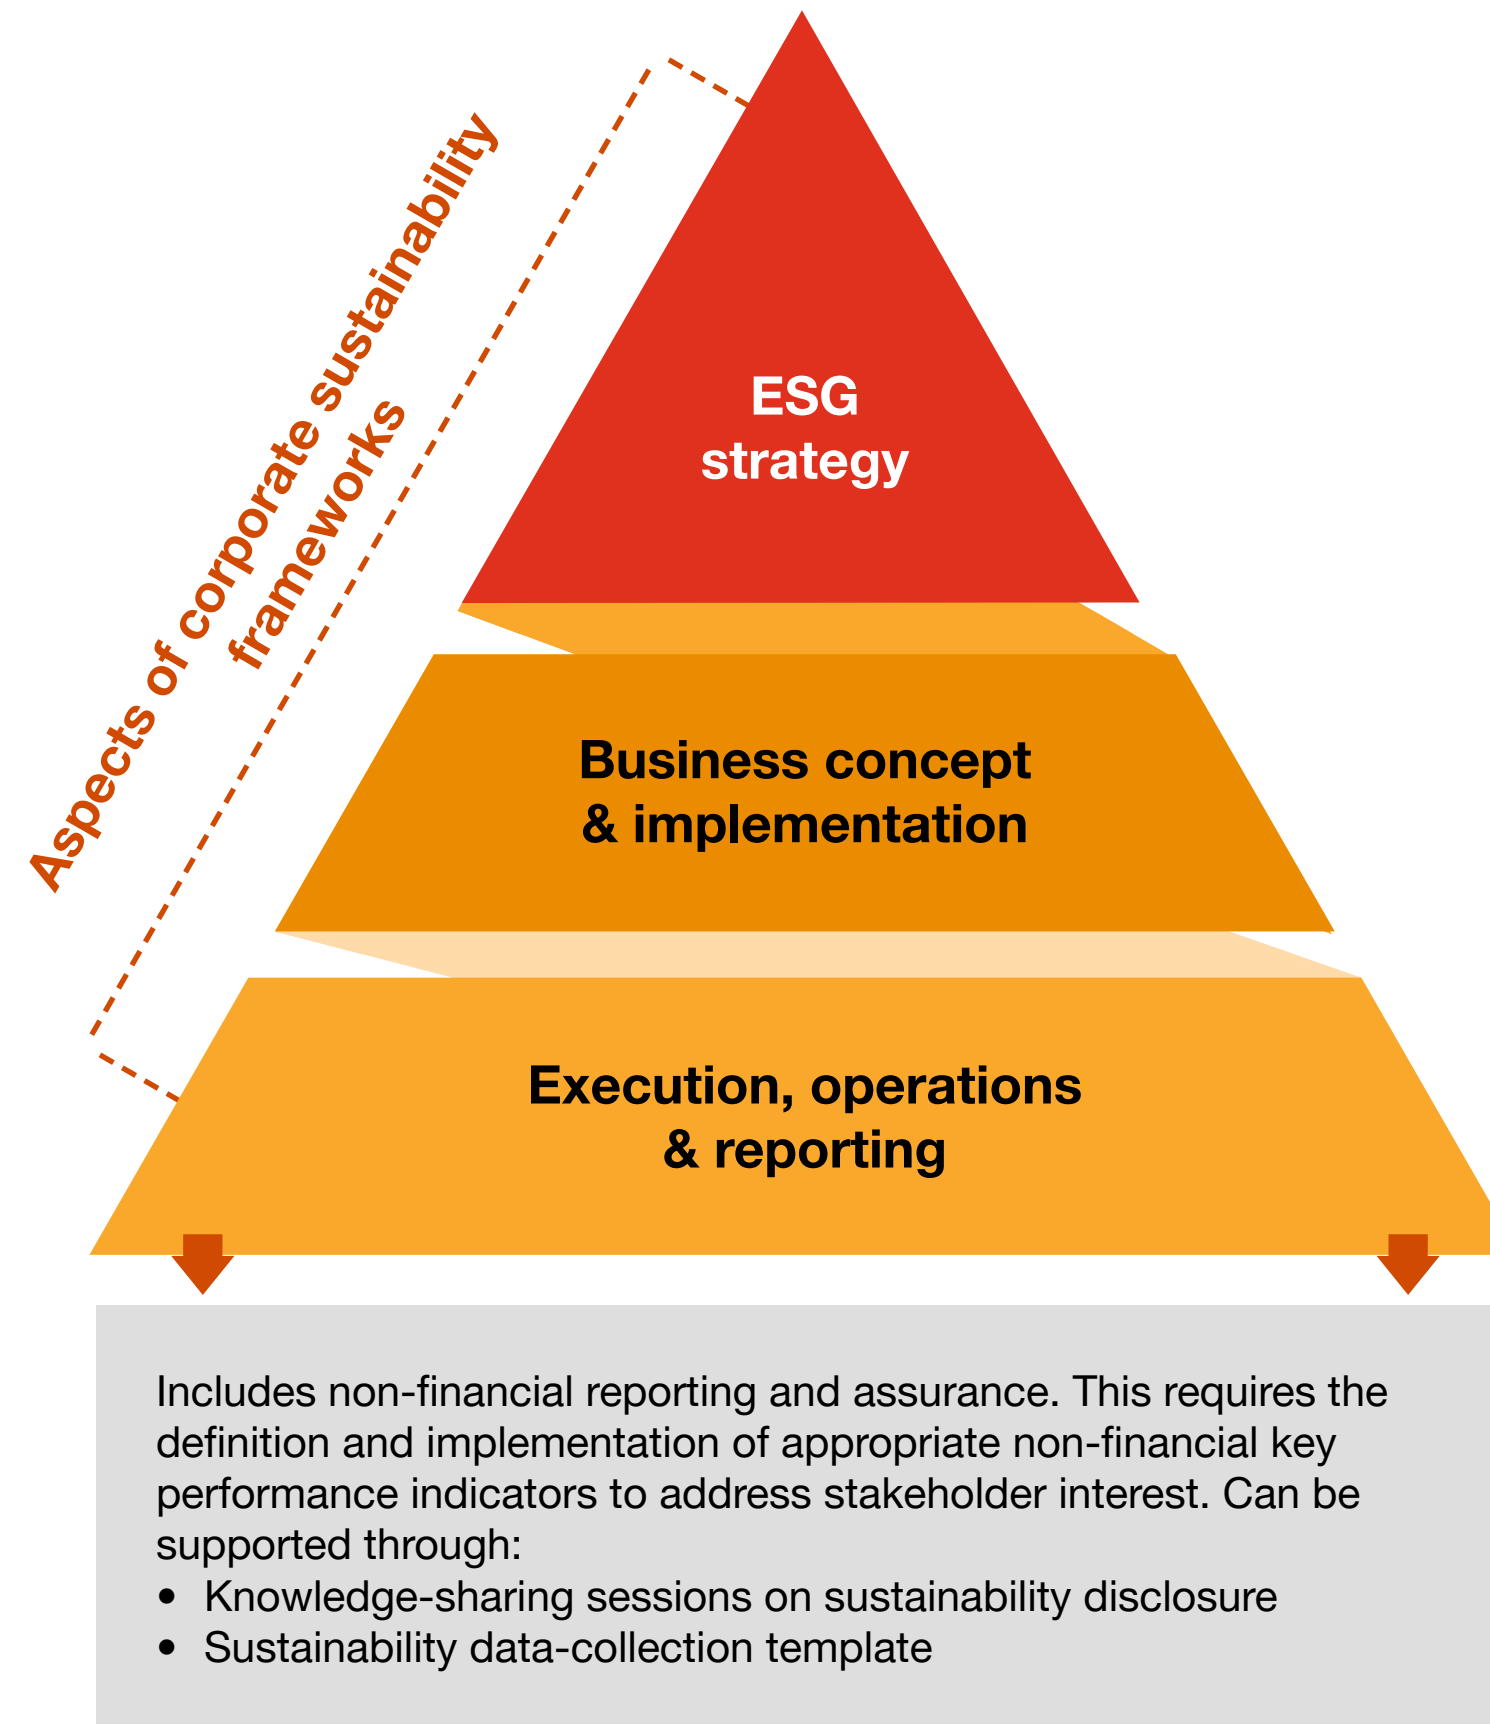 Aspects of corporate sustainability
frameworks
ESG
strategy
Business concept
& implementation
Execution, operations
& reporting
Includes non-financial reporting and assurance. This requires the
definition and implementation of appropriate non-financial key
performance indicators to address stakeholder interest. Can be
supported through:
• Knowledge-sharing sessions on sustainability disclosure
• Sustainability data-collection template